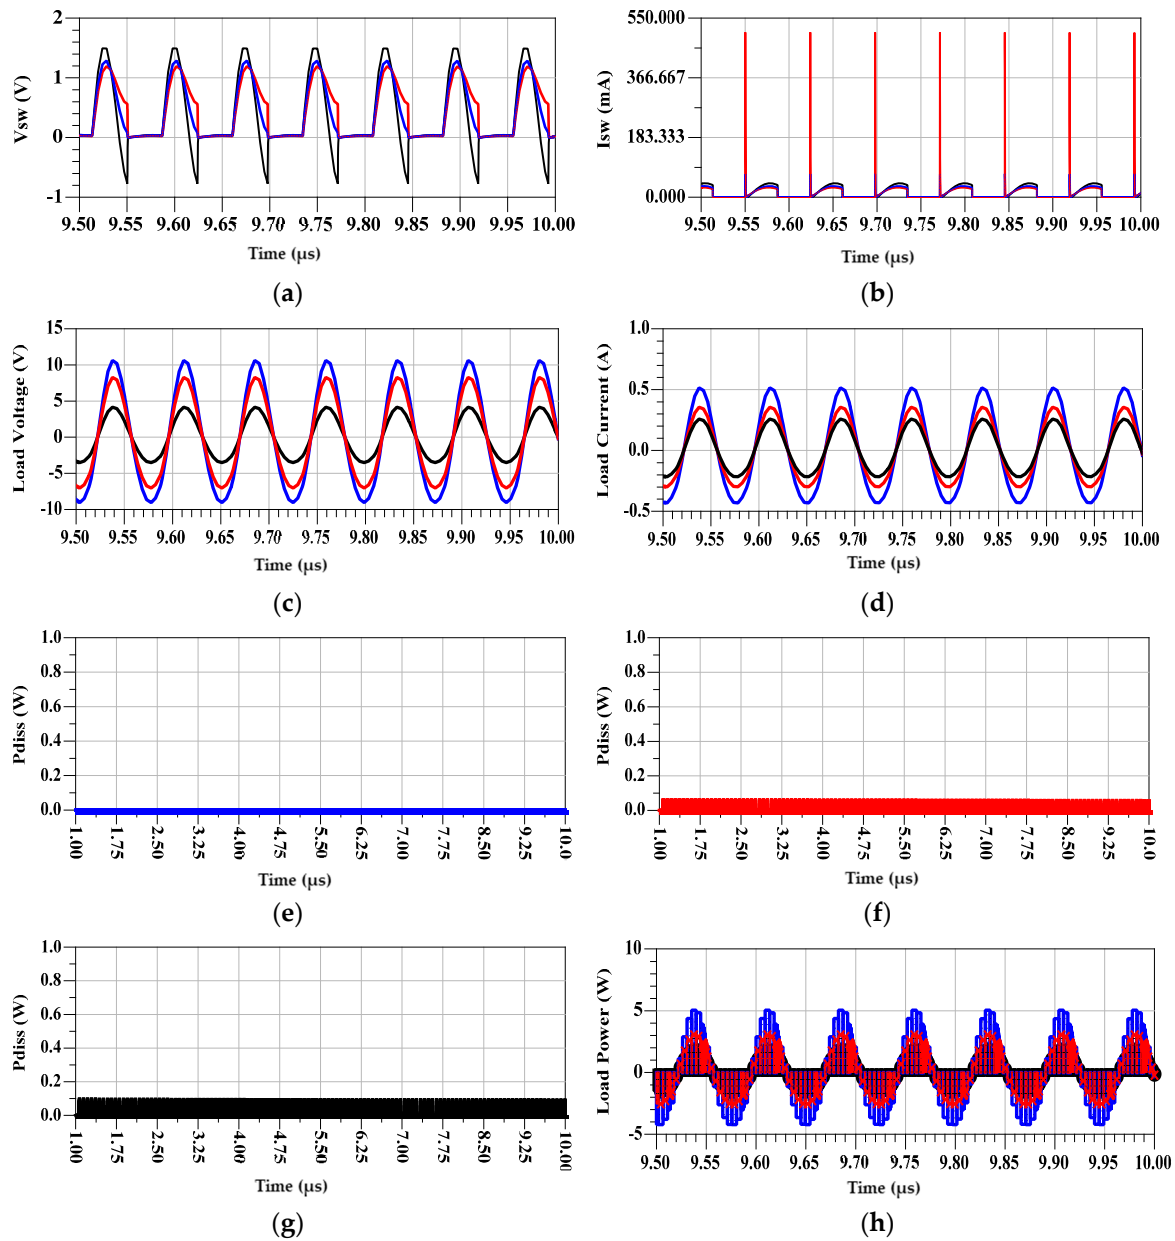 2
1
0
-1
Vsw (V)
9.50 9.55 9.60 9.65 9.70 9.75 9.80 9.85 9.90 9.95 10.00
Time (μs)
(a)
550.000
366.667
183.333
0.000
Isw (mA)
9.50 9.55 9.60 9.65 9.70 9.75 9.80 9.85 9.90 9.95 10.00
Time (μs)
(b)
15
10
5
0
-5
-10
Load Voltage (V)
9.50 9.55 9.60 9.65 9.70 9.75 9.80 9.85 9.90 9.95 10.00
Time (μs)
(c)
1.0
0.5
0.0
-0.5
Load Current (A)
9.50 9.55 9.60 9.65 9.70 9.75 9.80 9.85 9.90 9.95 10.00
Time (μs)
(d)
1.0
0.8
0.6
0.4
0.2
0.0
Pdiss (W)
1.00 1.75 2.50 3.25 4.00 4.75 5.50 6.25 7.00 7.75 8.50 9.25 10.0
Time (μs)
(e)
1.0
0.8
0.6
0.4
0.2
0.0
Pdiss (W)
1.00 1.75 2.50 3.25 4.00 4.75 5.50 6.25 7.00 7.75 8.50 9.25 10.0
Time (μs)
(f)
1.0
0.8
0.6
0.4
0.2
0.0
Pdiss (W)
1.00 1.75 2.50 3.25 4.00 4.75 5.50 6.25 7.00 7.75 8.50 9.25 10.00
Time (μs)
(g)
10
5
0
-5
Load Power (W)
9.50 9.55 9.60 9.65 9.70 9.75 9.80 9.85 9.90 9.95 10.00
Time (μs)
(h)